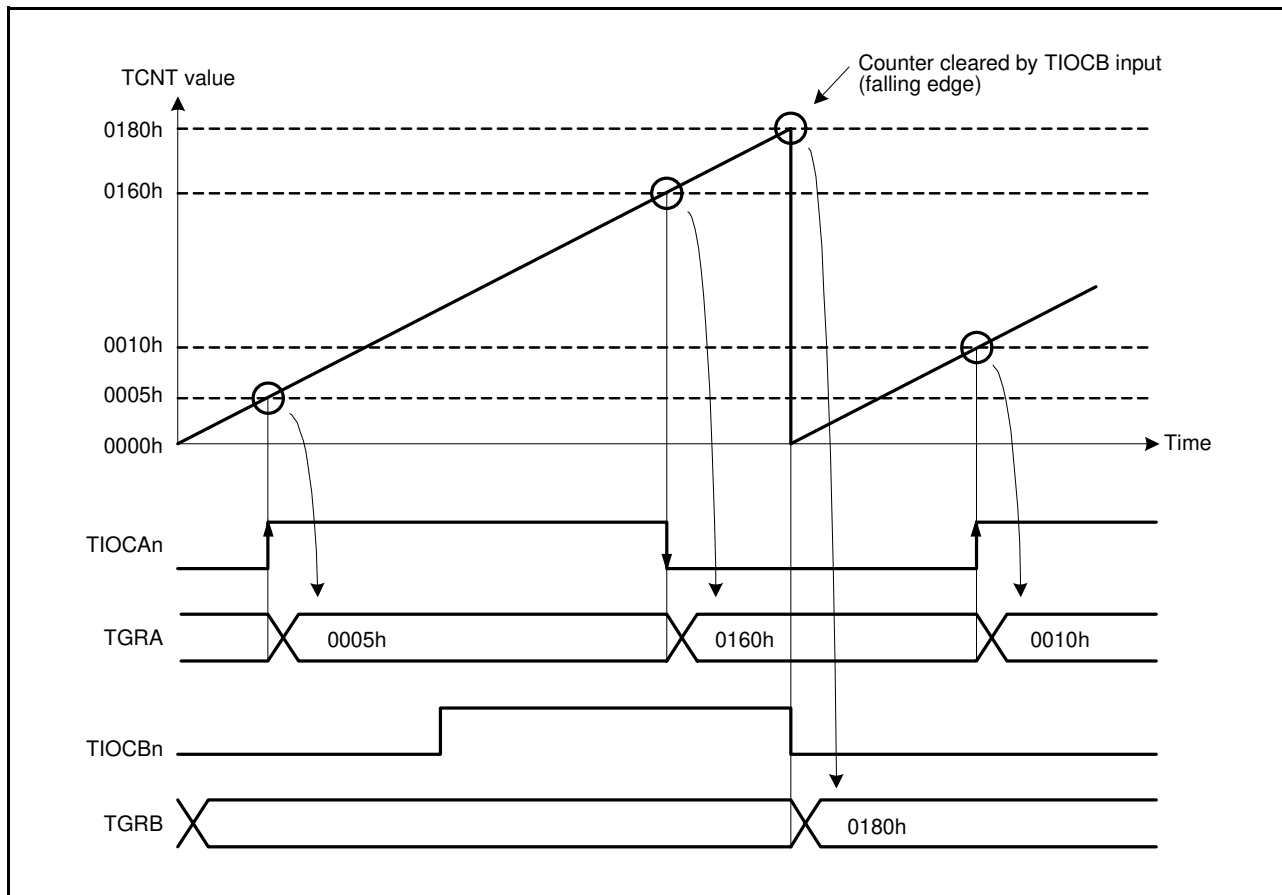 Counter cleared by TIOCB input
(falling edge)
TCNT value
0180h
0160h
0010h
0005h
0000h
Time
TIOCAn
TGRA
0005h
0160h
0010h
TIOCBn
TGRB
0180h